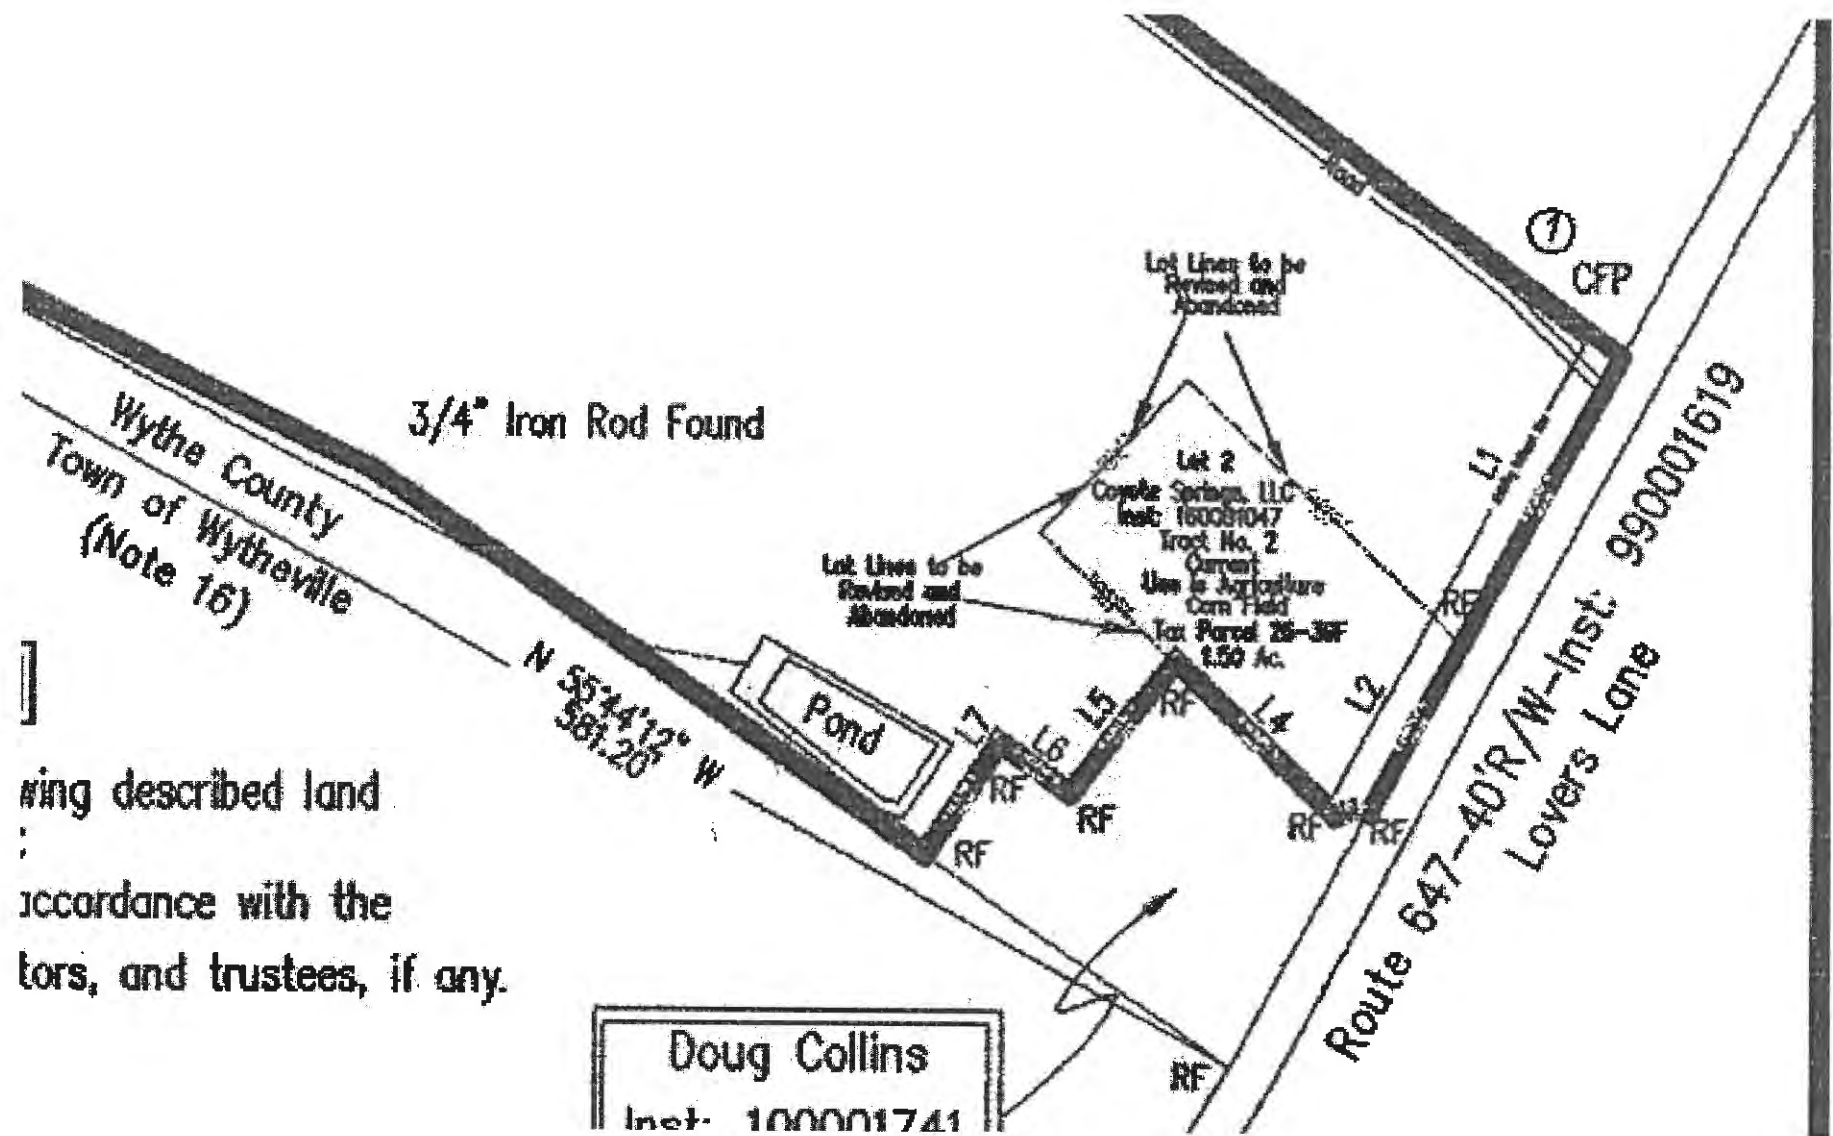 Road
1
CFP
Lot Lines to be
Revised and
Abandoned
3/4" Iron Rod Found
Wythe County
Town of Wytheville
(Note 16)
L1
Lot 2
Coyote Springs, LLC
Inst: 160001047
Tract No. 2
Current
Use is Agriculture
Corn Field
Tax Parcel 26-36F
1.50 Ac.
Lot Lines to be
Revised and
Abandoned
RF
Route 647-40'R/W-Inst: 990001619
Lovers Lane
N 55°44'12" W
581.20'
Pond
L7
L6
L5
L4
L2
RF
RF
RF
RF
RF
RF
wing described land
:
accordance with the
tors, and trustees, if any.
Doug Collins
Inst: 100001741
RF